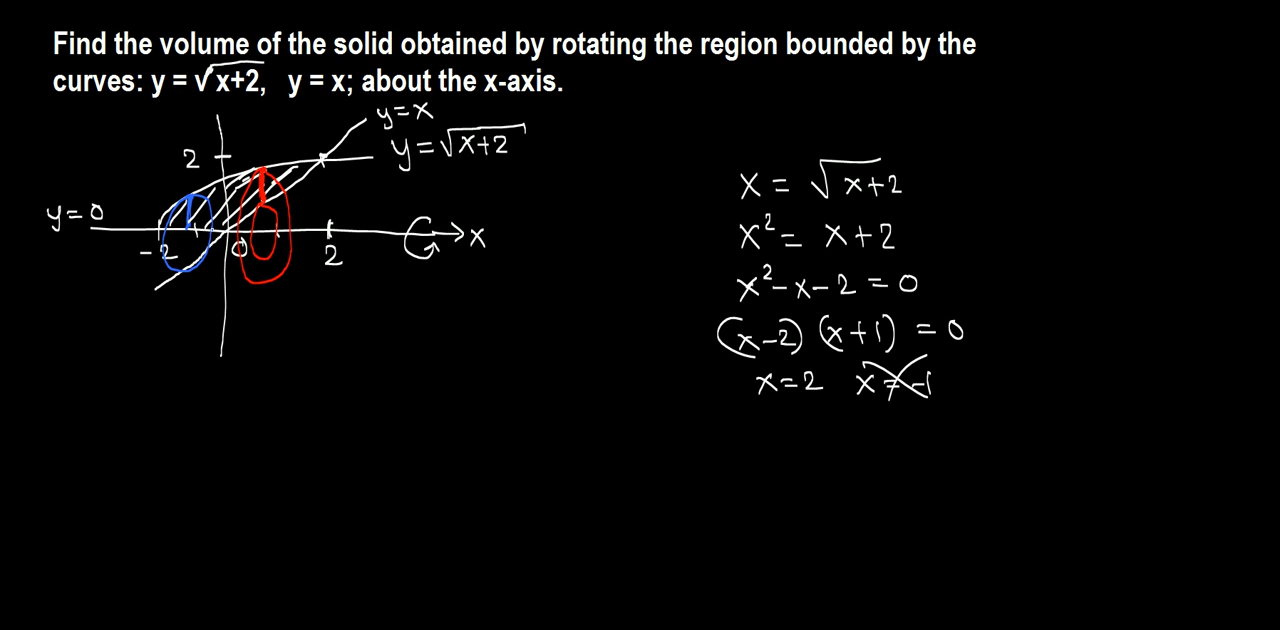 Find the volume of the solid obtained by rotating the region bounded by the
curves: y = √x+2, y = x; about the x-axis.
y=x
y=√x+2
2
y=0
-2
0
2
x
x = √x+2
x² = x+2
x²-x-2 = 0
(x-2) (x+1) = 0
x=2 x≠-1